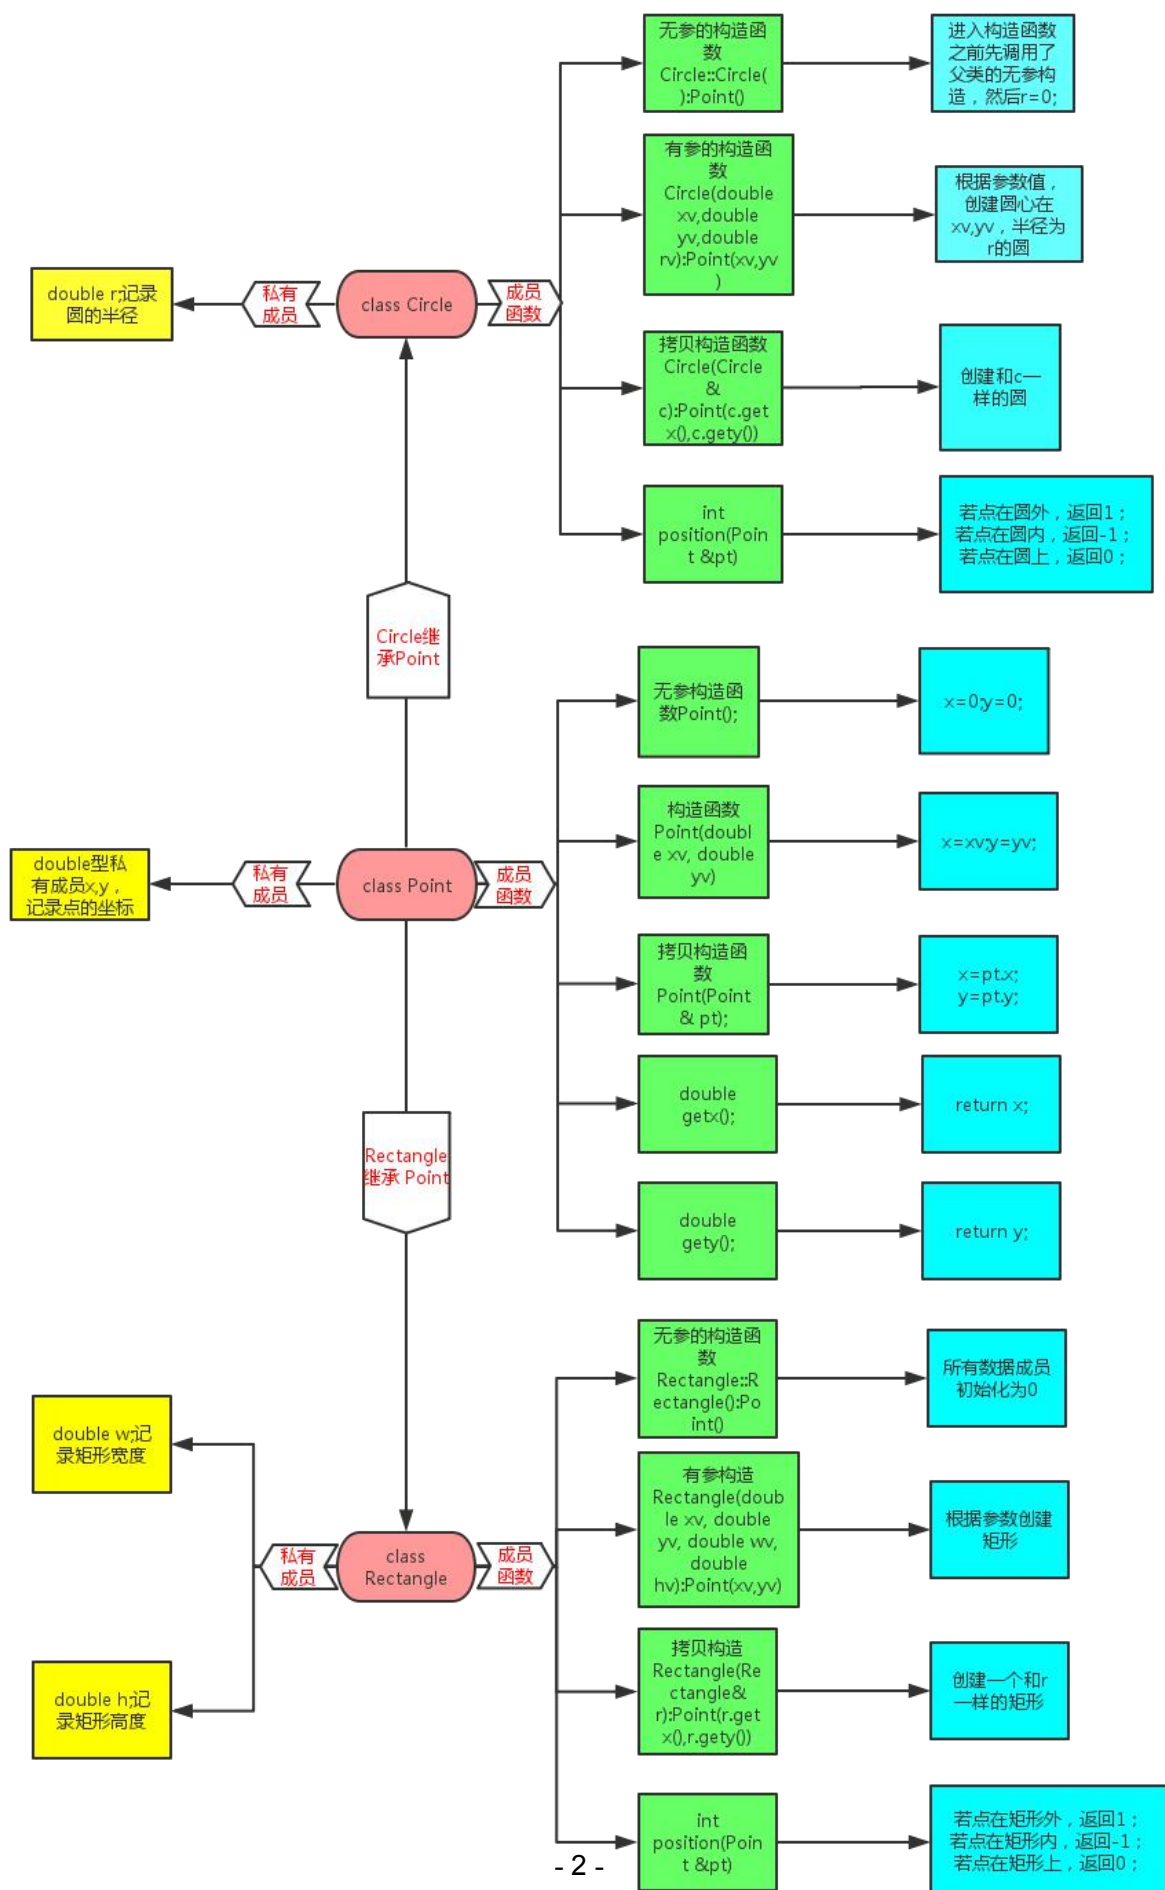 无参的构造函
数
Circle::Circle(
):Point()
进入构造函数
之前先调用了
父类的无参构
造，然后r=0;
有参的构造函
数
Circle(double
xv,double
yv,double
rv):Point(xv,yv
)
根据参数值，
创建圆心在
xv,yv，半径为
r的圆
double r;记录
圆的半径
私有
成员
class Circle
成员
函数
拷贝构造函数
Circle(Circle
&
c):Point(c.get
x(),c.gety())
创建和c一
样的圆
int
position(Poin
t &pt)
若点在圆外，返回1；
若点在圆内，返回-1；
若点在圆上，返回0；
Circle继
承Point
无参构造函
数Point();
x=0;y=0;
构造函数
Point(doubl
e xv, double
yv)
x=xv;y=yv;
double型私
有成员x,y，
记录点的坐标
私有
成员
class Point
成员
函数
拷贝构造函
数
Point(Point
& pt);
x=pt.x;
y=pt.y;
double
getx();
return x;
Rectangle
继承 Point
double
gety();
return y;
无参的构造函
数
Rectangle::R
ectangle():Po
int()
所有数据成员
初始化为0
double w;记
录矩形宽度
有参构造
Rectangle(doub
le xv, double
yv, double wv,
double
hv):Point(xv,yv)
根据参数创建
矩形
私有
成员
class
Rectangle
成员
函数
拷贝构造
Rectangle(Re
ctangle&
r):Point(r.get
x(),r.gety())
创建一个和r
一样的矩形
double h;记
录矩形高度
int
position(Poin
t &pt)
若点在矩形外，返回1；
若点在矩形内，返回-1；
若点在矩形上，返回0；
- 2 -